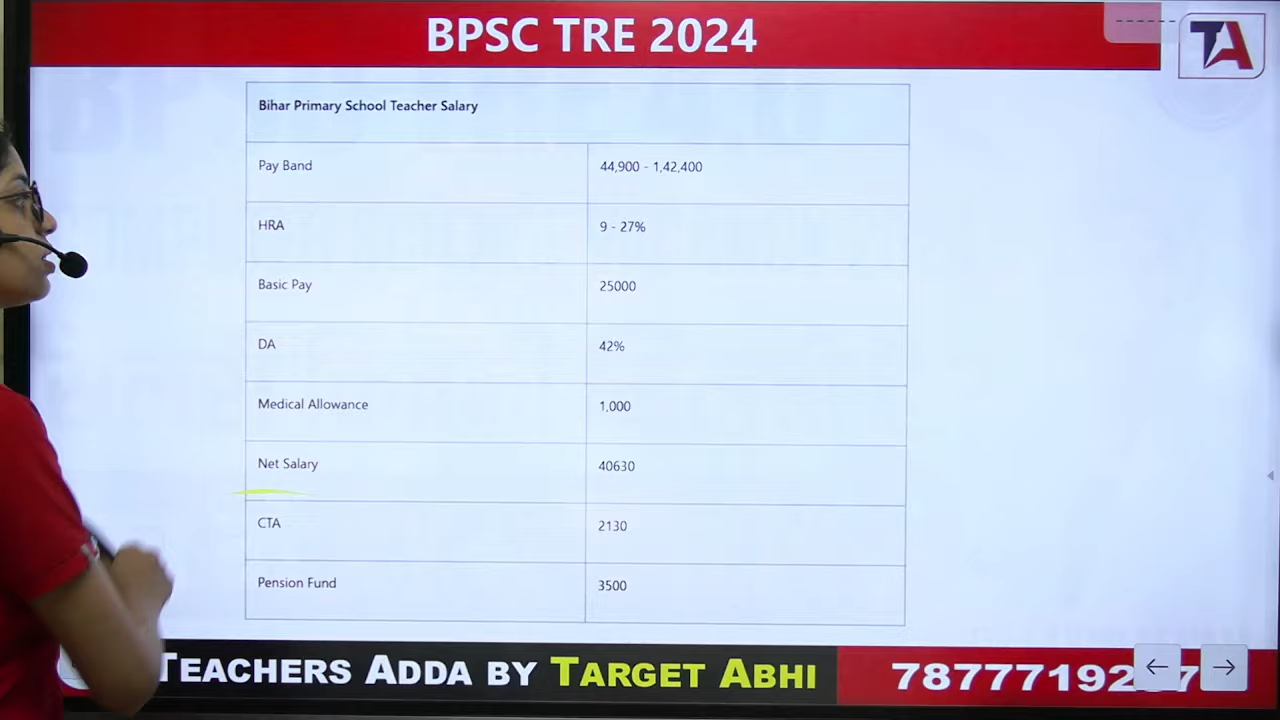 BPSC TRE 2024
TA
Bihar Primary School Teacher Salary
Pay Band 44,900 - 1,42,400
HRA 9 - 27%
Basic Pay 25000
DA 42%
Medical Allowance 1,000
Net Salary 40630
CTA 2130
Pension Fund 3500
TEACHERS ADDA BY TARGET ABHI